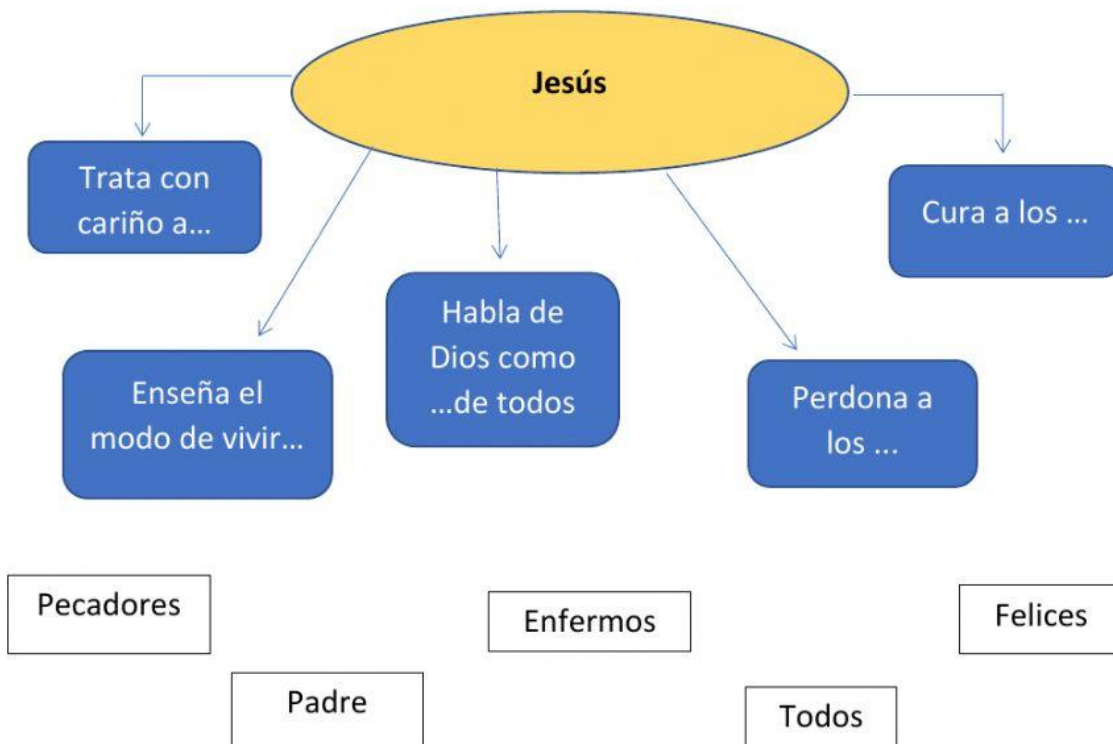 Jesús
Trata con
cariño a...
Cura a los ...
Enseña el
modo de vivir...
Habla de
Dios como
...de todos
Perdona a
los ...
Pecadores
Enfermos
Felices
Padre
Todos